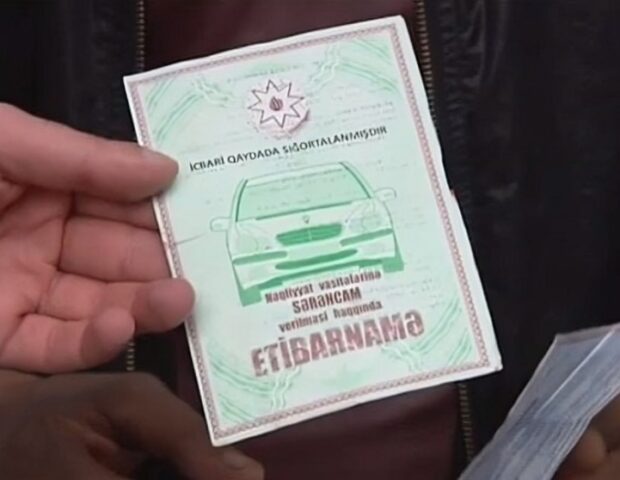 İCBARİ QAYDADA SIĞORTALANMIŞDIR
Nəqliyyat vasitələrinə
SƏRƏNCAM
verilməsi haqqında
ETİBARNAMƏ